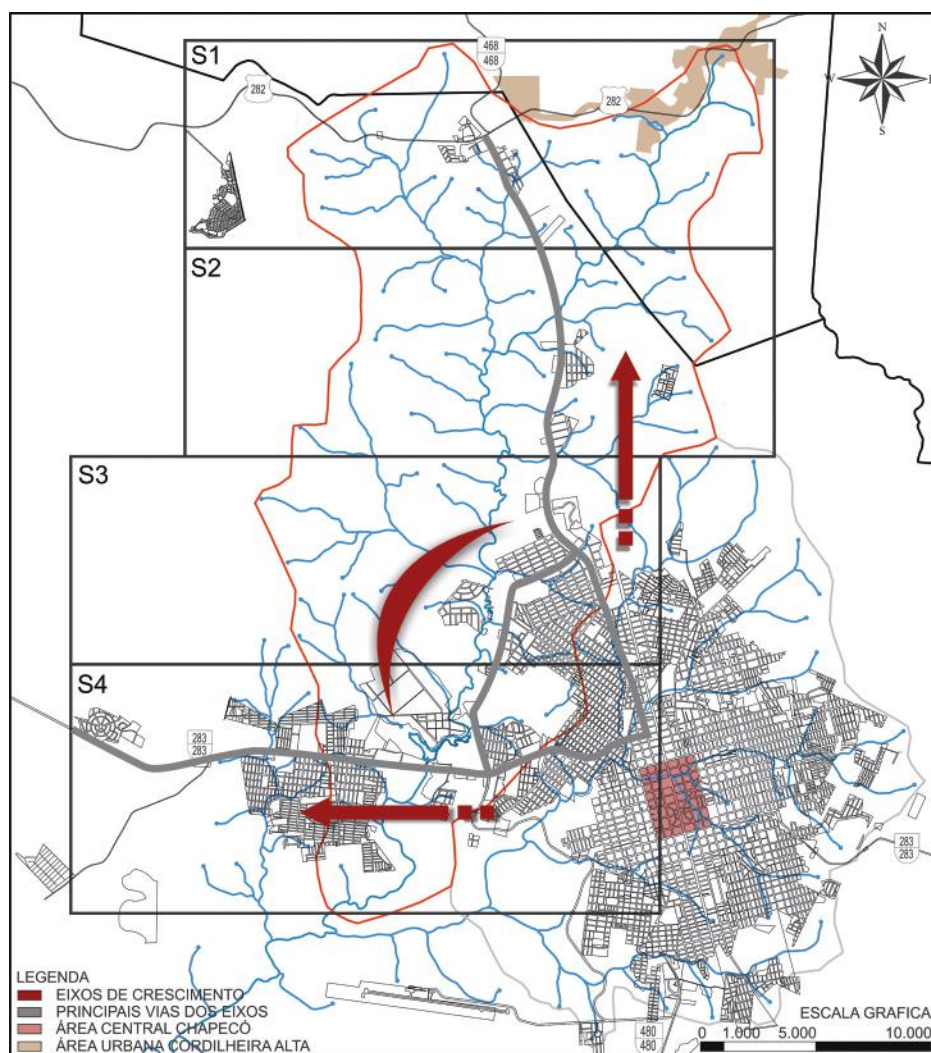 S1
468
468
282
282
N
W
E
S
S2
S3
S4
283
283
283
283
480
480
LEGENDA
EIXOS DE CRESCIMENTO
PRINCIPAIS VIAS DOS EIXOS
ÁREA CENTRAL CHAPECÓ
ÁREA URBANA CORDILHEIRA ALTA
ESCALA GRAFICA
0 1.000 5.000 10.000